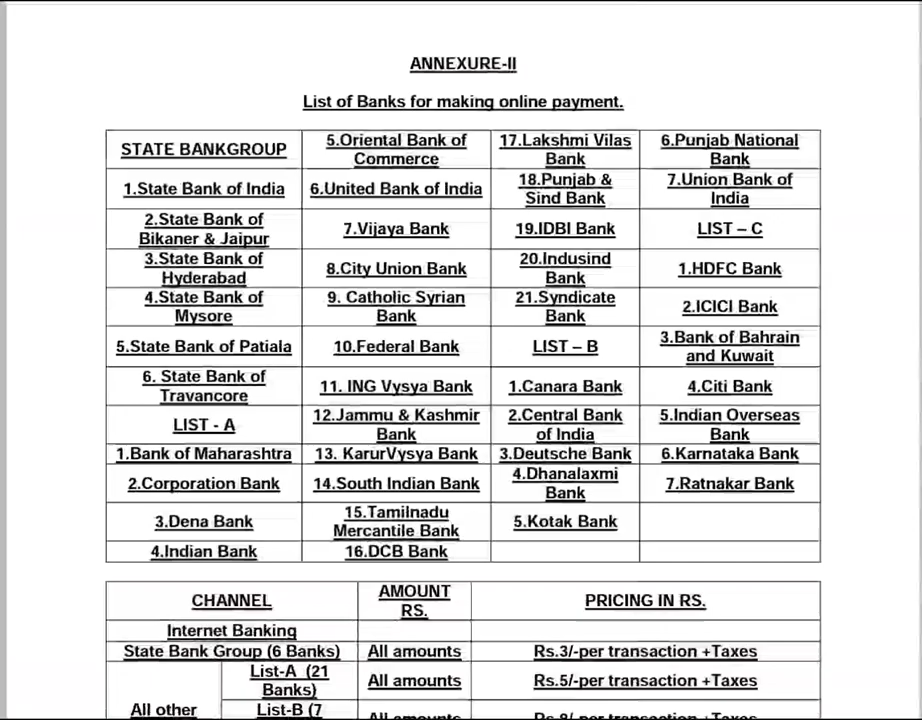 ANNEXURE-II
List of Banks for making online payment.
STATE BANKGROUP
5.Oriental Bank of
Commerce
17.Lakshmi Vilas
Bank
6.Punjab National
Bank
1.State Bank of India
6.United Bank of India
18.Punjab &
Sind Bank
7.Union Bank of
India
2.State Bank of
Bikaner & Jaipur
7.Vijaya Bank
19.IDBI Bank
LIST – C
3.State Bank of
Hyderabad
8.City Union Bank
20.Indusind
Bank
1.HDFC Bank
4.State Bank of
Mysore
9. Catholic Syrian
Bank
21.Syndicate
Bank
2.ICICI Bank
5.State Bank of Patiala
10.Federal Bank
LIST – B
3.Bank of Bahrain
and Kuwait
6. State Bank of
Travancore
11. ING Vysya Bank
1.Canara Bank
4.Citi Bank
LIST - A
12.Jammu & Kashmir
Bank
2.Central Bank
of India
5.Indian Overseas
Bank
1.Bank of Maharashtra
13. KarurVysya Bank
3.Deutsche Bank
6.Karnataka Bank
2.Corporation Bank
14.South Indian Bank
4.Dhanalaxmi
Bank
7.Ratnakar Bank
3.Dena Bank
15.Tamilnadu
Mercantile Bank
5.Kotak Bank
4.Indian Bank
16.DCB Bank
CHANNEL
AMOUNT
RS.
PRICING IN RS.
Internet Banking
State Bank Group (6 Banks)
All amounts
Rs.3/-per transaction +Taxes
All other
List-A (21
Banks)
All amounts
Rs.5/-per transaction +Taxes
List-B (7
All amounts